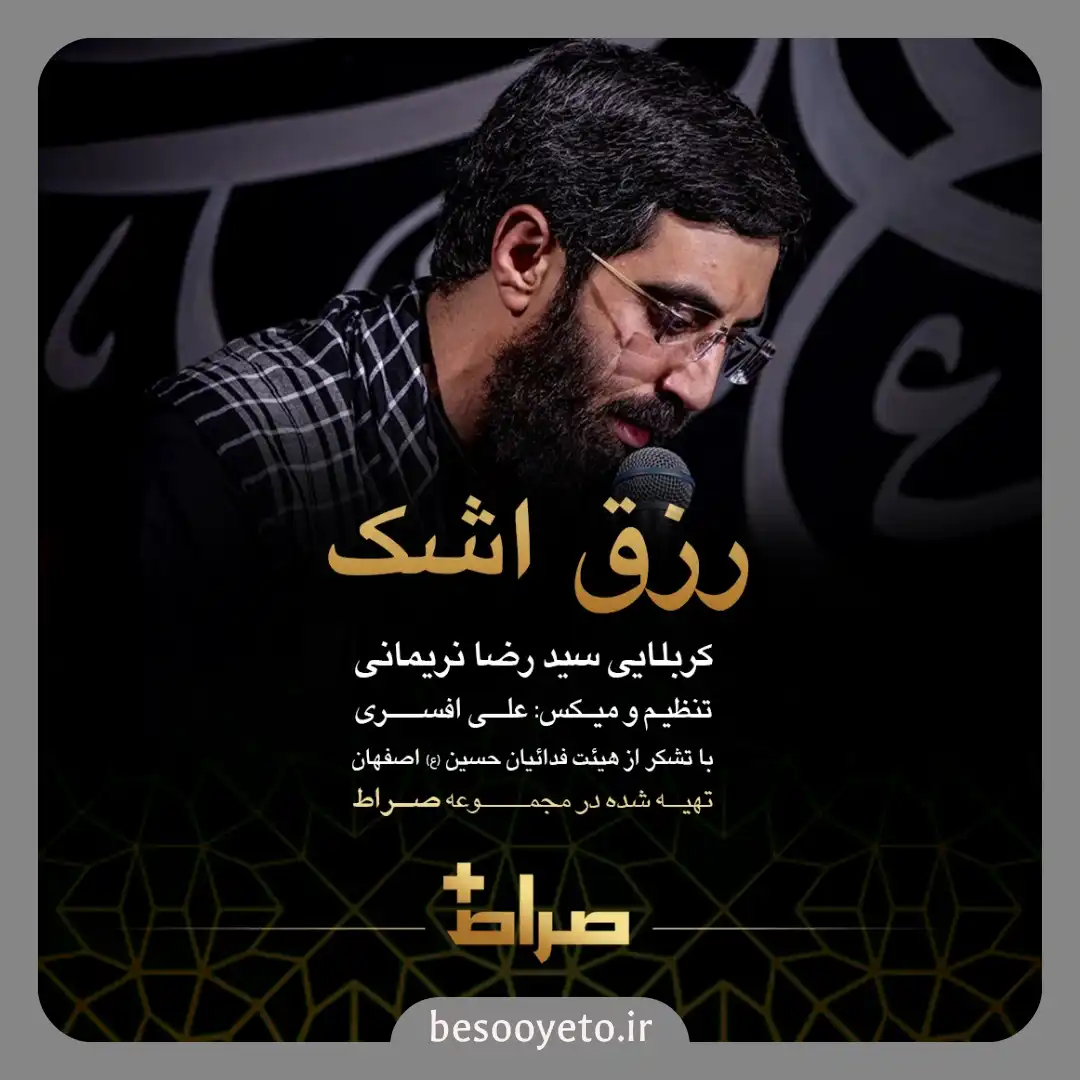 رزق اشک
کربلایی سید رضا نریمانی
تنظیم و میکس: علی افسری
با تشکر از هیئت فدائیان حسین (ع) اصفهان
تهیه شده در مجموعه صراط
صراط+
besooyeto.ir